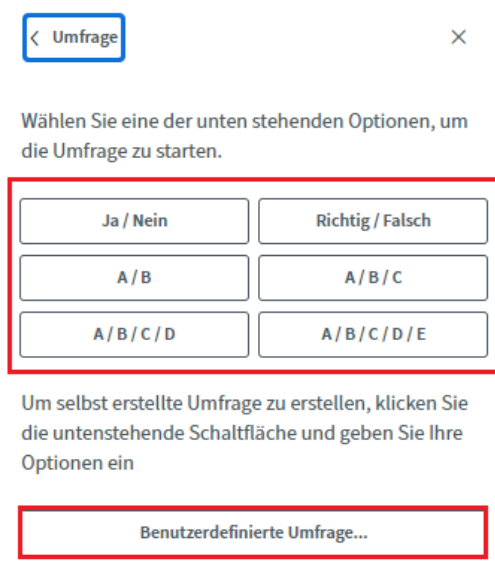 Umfrage
Wählen Sie eine der unten stehenden Optionen, um
die Umfrage zu starten.
Ja / Nein
Richtig / Falsch
A / B
A / B / C
A / B / C / D
A / B / C / D / E
Um selbst erstellte Umfrage zu erstellen, klicken Sie
die untenstehende Schaltfläche und geben Sie Ihre
Optionen ein
Benutzerdefinierte Umfrage...